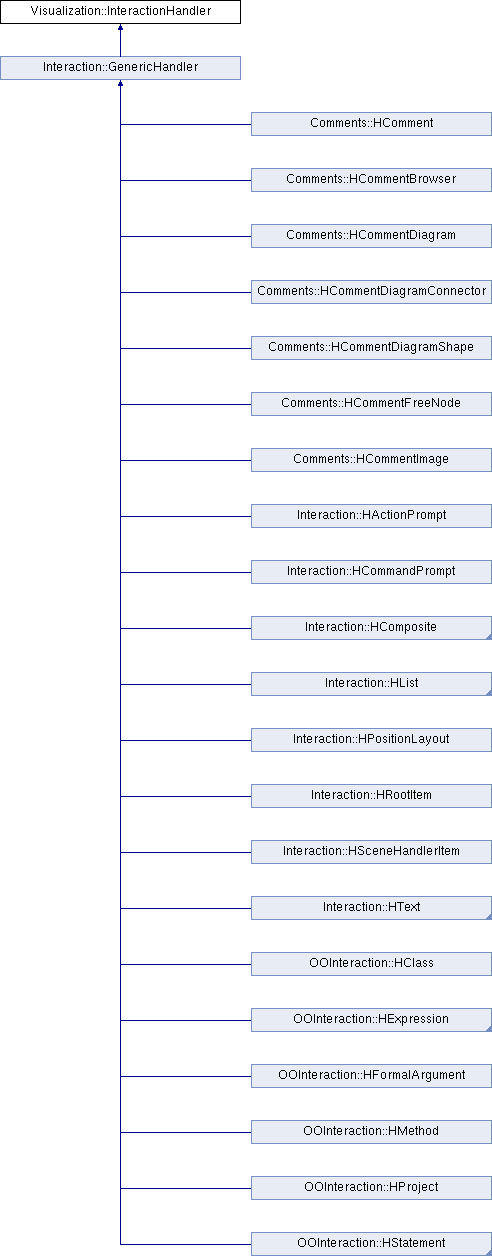 Visualization::InteractionHandler
Interaction::GenericHandler
Comments::HComment
Comments::HCommentBrowser
Comments::HCommentDiagram
Comments::HCommentDiagramConnector
Comments::HCommentDiagramShape
Comments::HCommentFreeNode
Comments::HCommentImage
Interaction::HActionPrompt
Interaction::HCommandPrompt
Interaction::HComposite
Interaction::HList
Interaction::HPositionLayout
Interaction::HRootItem
Interaction::HSceneHandlerItem
Interaction::HText
OOInteraction::HClass
OOInteraction::HExpression
OOInteraction::HFormalArgument
OOInteraction::HMethod
OOInteraction::HProject
OOInteraction::HStatement